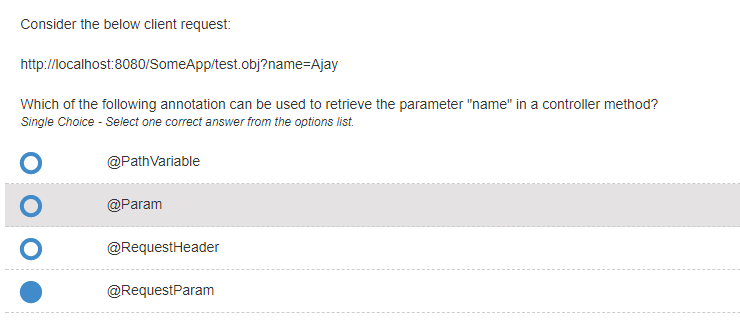 Consider the below client request:
http://localhost:8080/SomeApp/test.obj?name=Ajay
Which of the following annotation can be used to retrieve the parameter "name" in a controller method?
Single Choice - Select one correct answer from the options list.
@PathVariable
@Param
@RequestHeader
@RequestParam